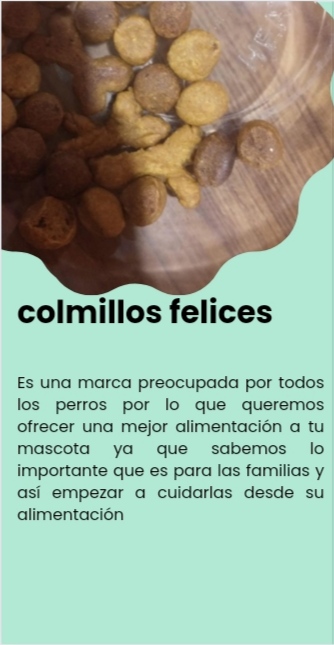 colmillos felices
Es una marca preocupada por todos
los perros por lo que queremos
ofrecer una mejor alimentación a tu
mascota ya que sabemos lo
importante que es para las familias y
así empezar a cuidarlas desde su
alimentación